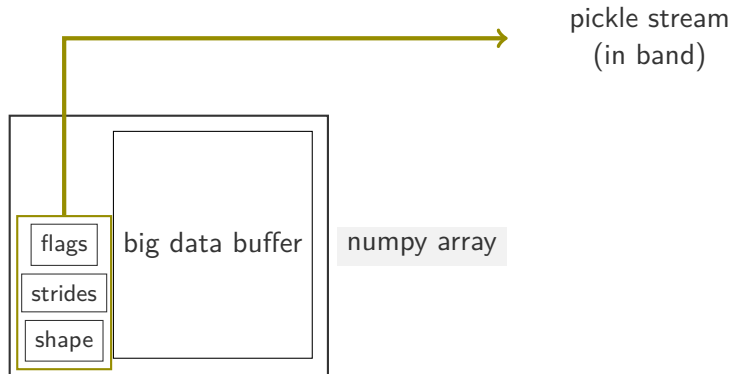 pickle stream
(in band)
flags
big data buffer
numpy array
strides
shape